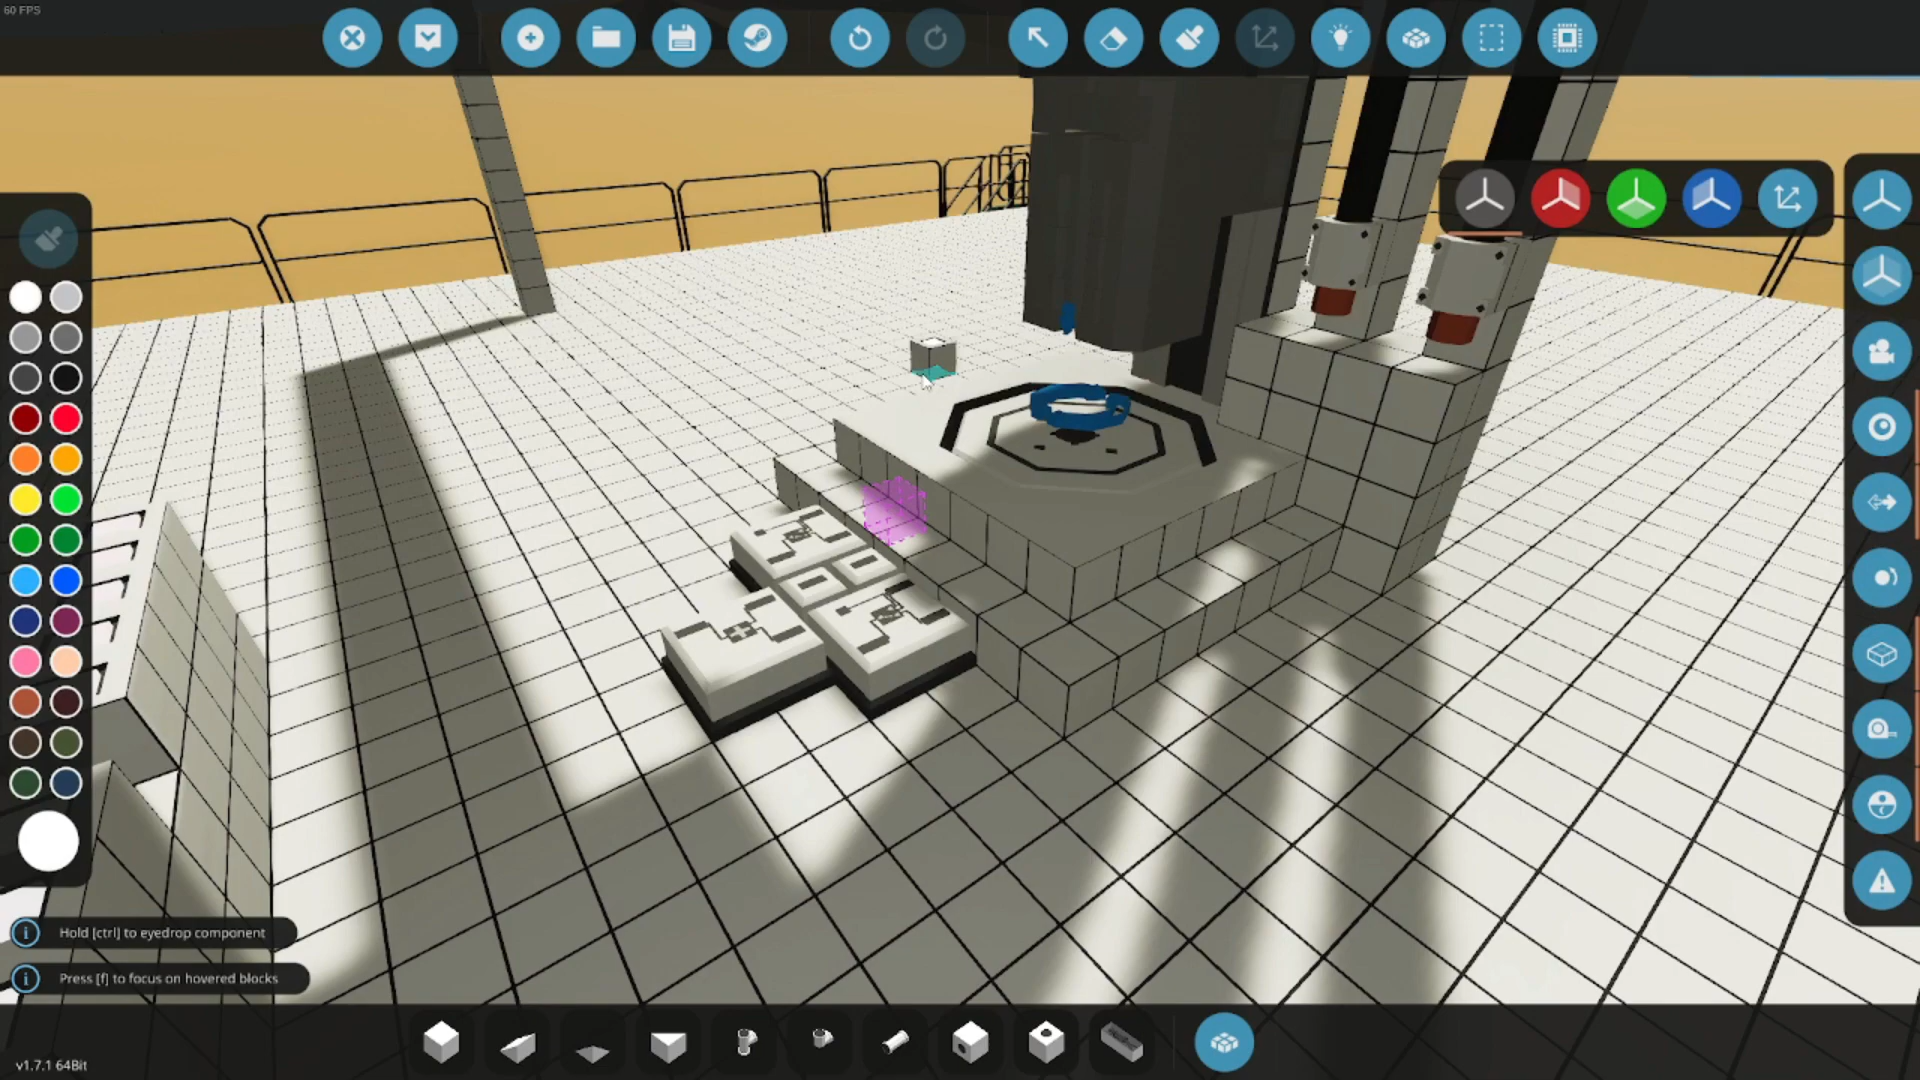 60 FPS
Hold [ctrl] to eyedrop component
Press [f] to focus on hovered blocks
v1.7.1 64Bit